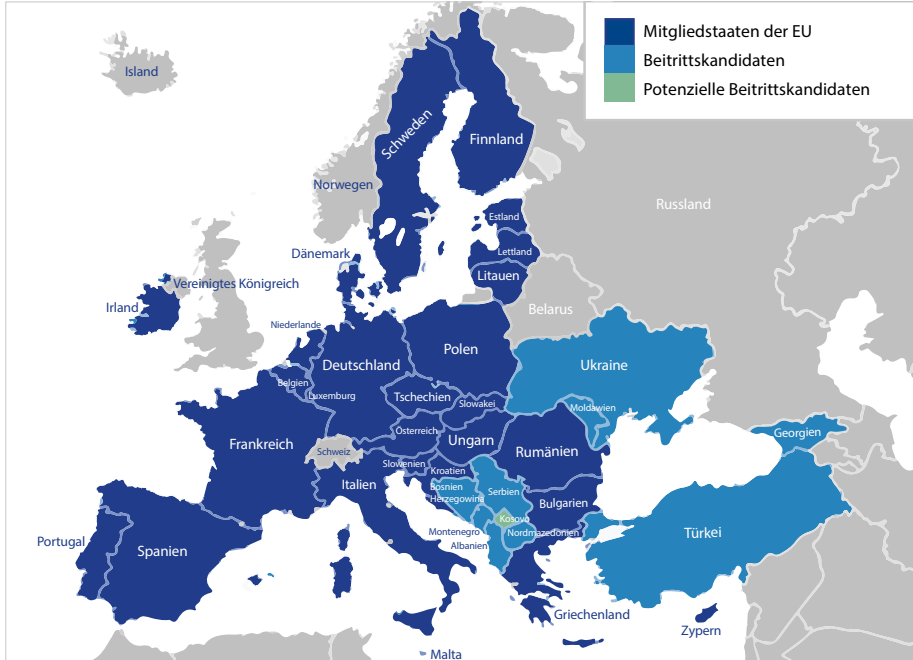 Mitgliedstaaten der EU
Beitrittskandidaten
Potenzielle Beitrittskandidaten
Island
Schweden
Finnland
Norwegen
Russland
Estland
Lettland
Dänemark
Litauen
Vereinigtes Königreich
Irland
Belarus
Niederlande
Polen
Deutschland
Ukraine
Belgien
Luxemburg
Tschechien
Slowakei
Moldawien
Österreich
Georgien
Frankreich
Ungarn
Schweiz
Rumänien
Slowenien
Kroatien
Italien
Bosnien
Herzegowina
Serbien
Bulgarien
Kosovo
Montenegro
Nordmazedonien
Türkei
Portugal
Spanien
Albanien
Griechenland
Zypern
Malta